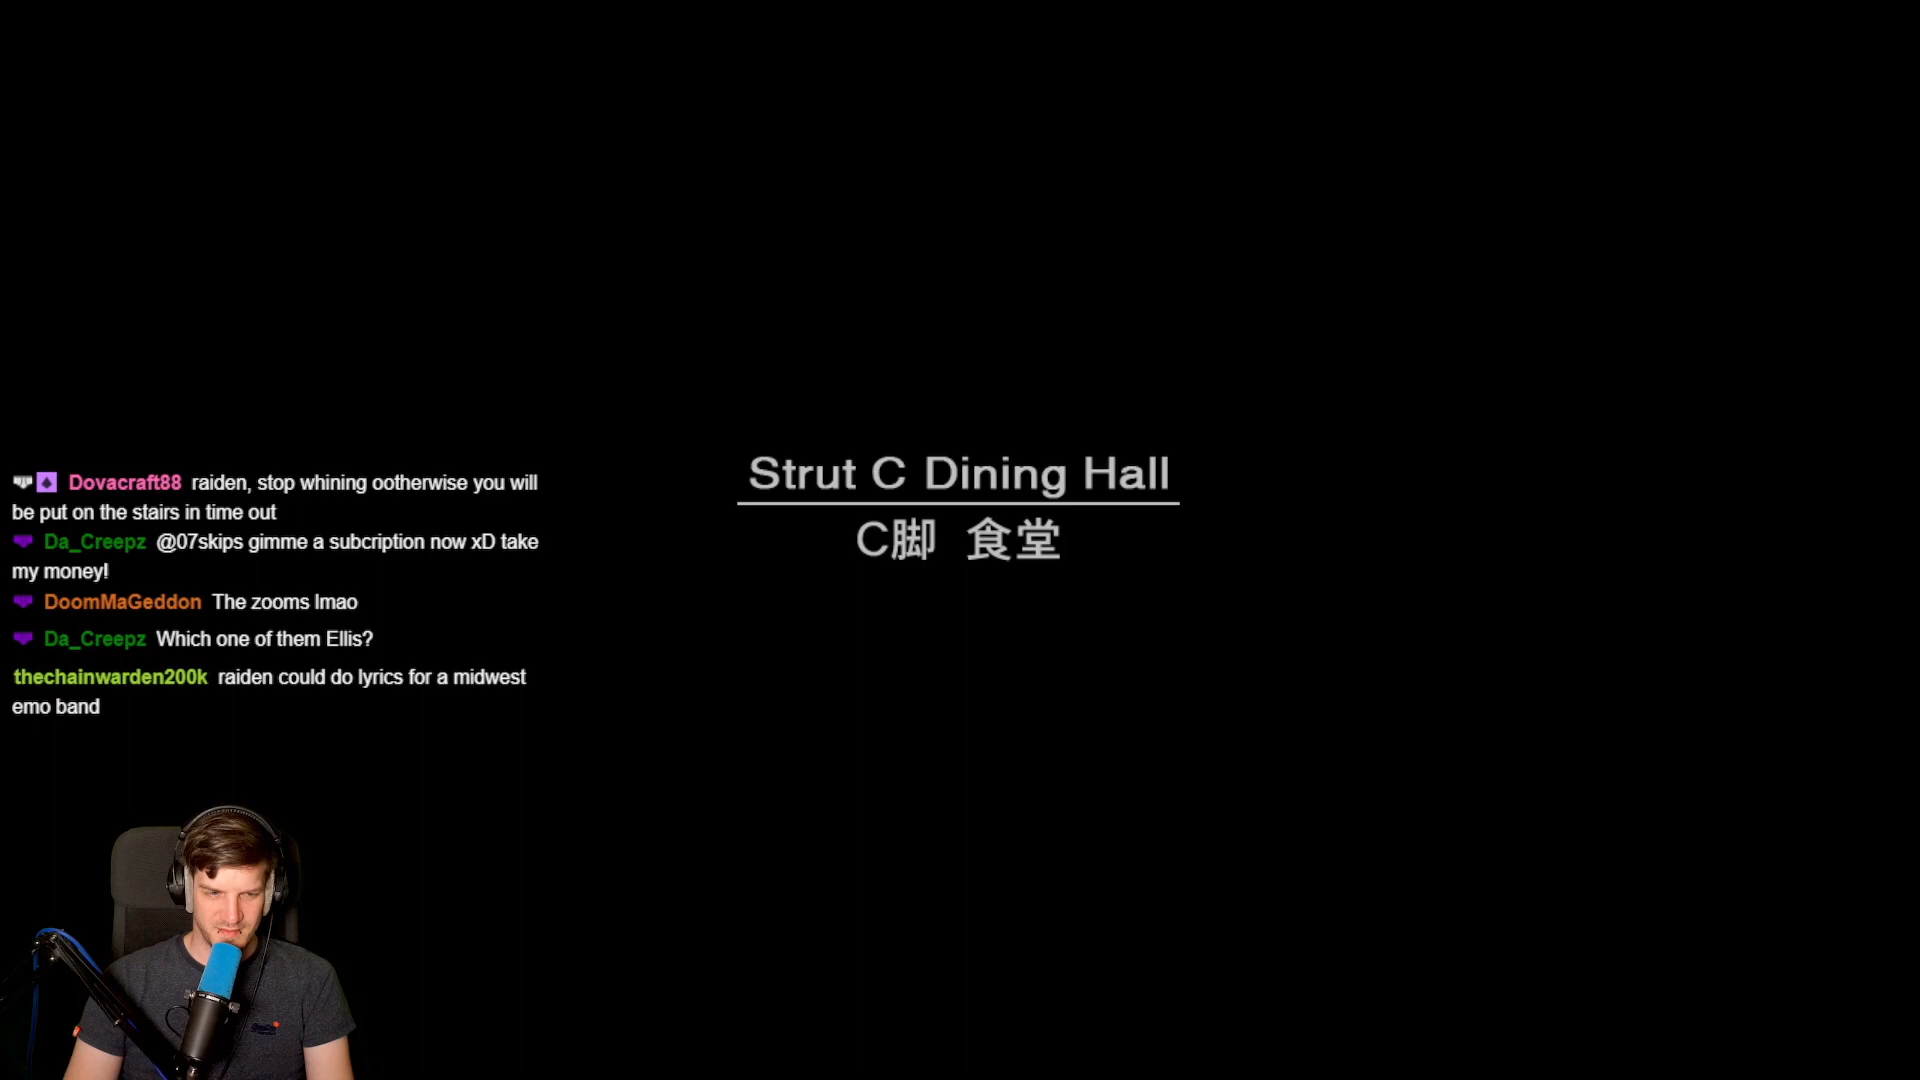 Strut C Dining Hall
C脚 食堂
Dovacraft88 raiden, stop whining ootherwise you will
be put on the stairs in time out
Da_Creepz @07skips gimme a subcription now xD take
my money!
DoomMaGeddon The zooms lmao
Da_Creepz Which one of them Ellis?
thechainwarden200k raiden could do lyrics for a midwest
emo band